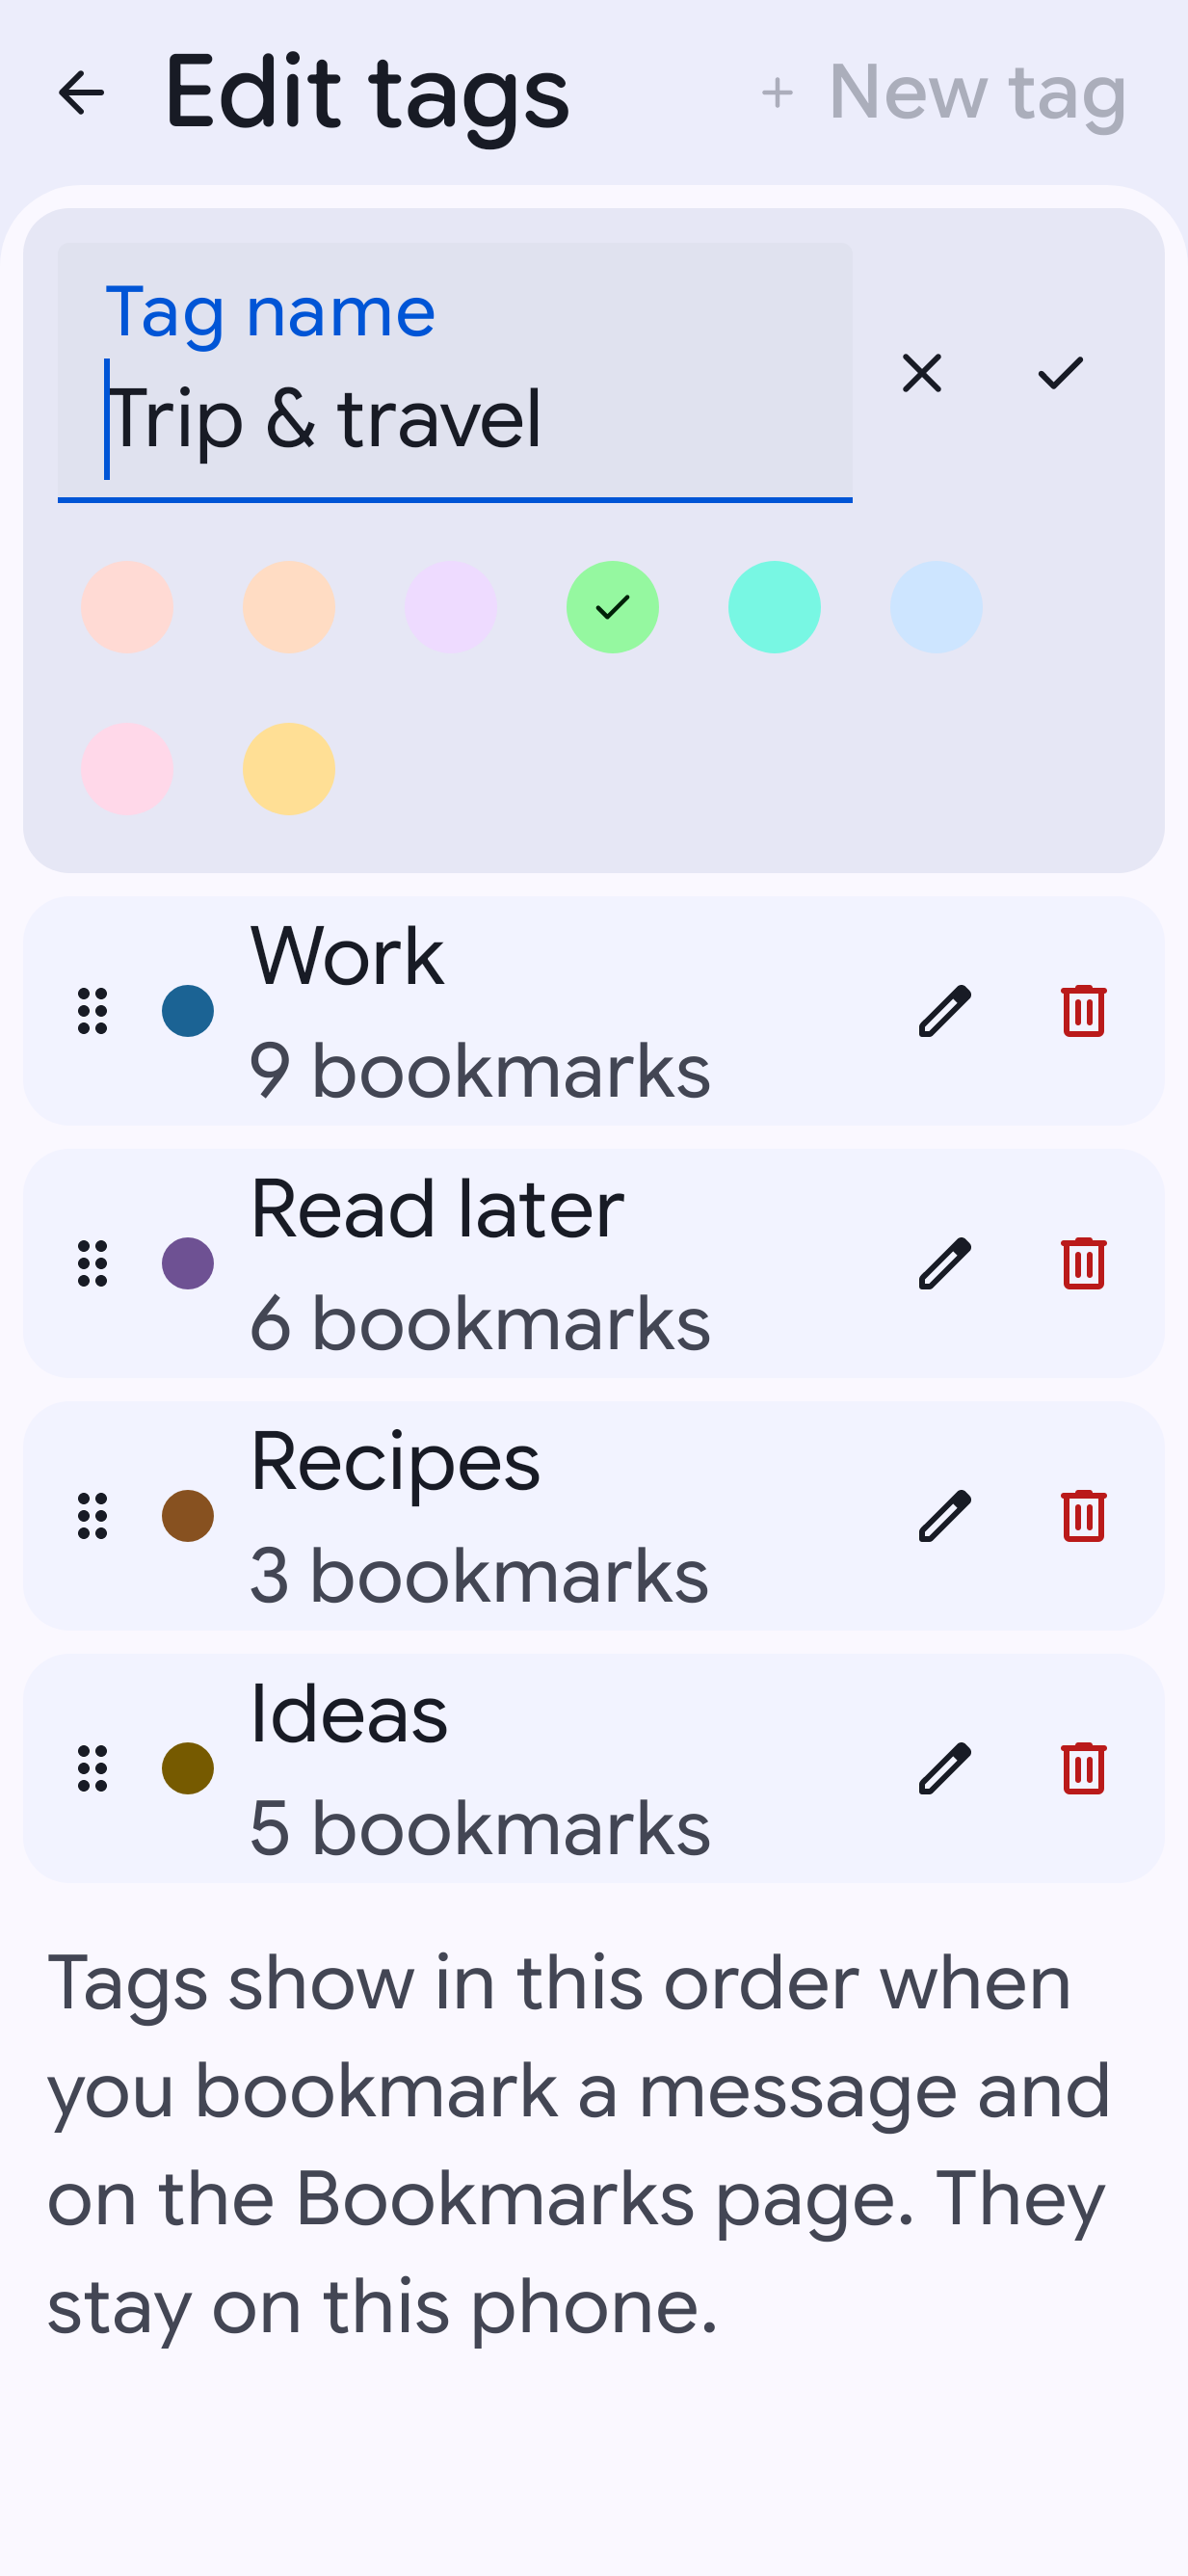 Edit tags
New tag
Tag name
Trip & travel
Work
9 bookmarks
Read later
6 bookmarks
Recipes
3 bookmarks
Ideas
5 bookmarks
Tags show in this order when
you bookmark a message and
on the Bookmarks page. They
stay on this phone.